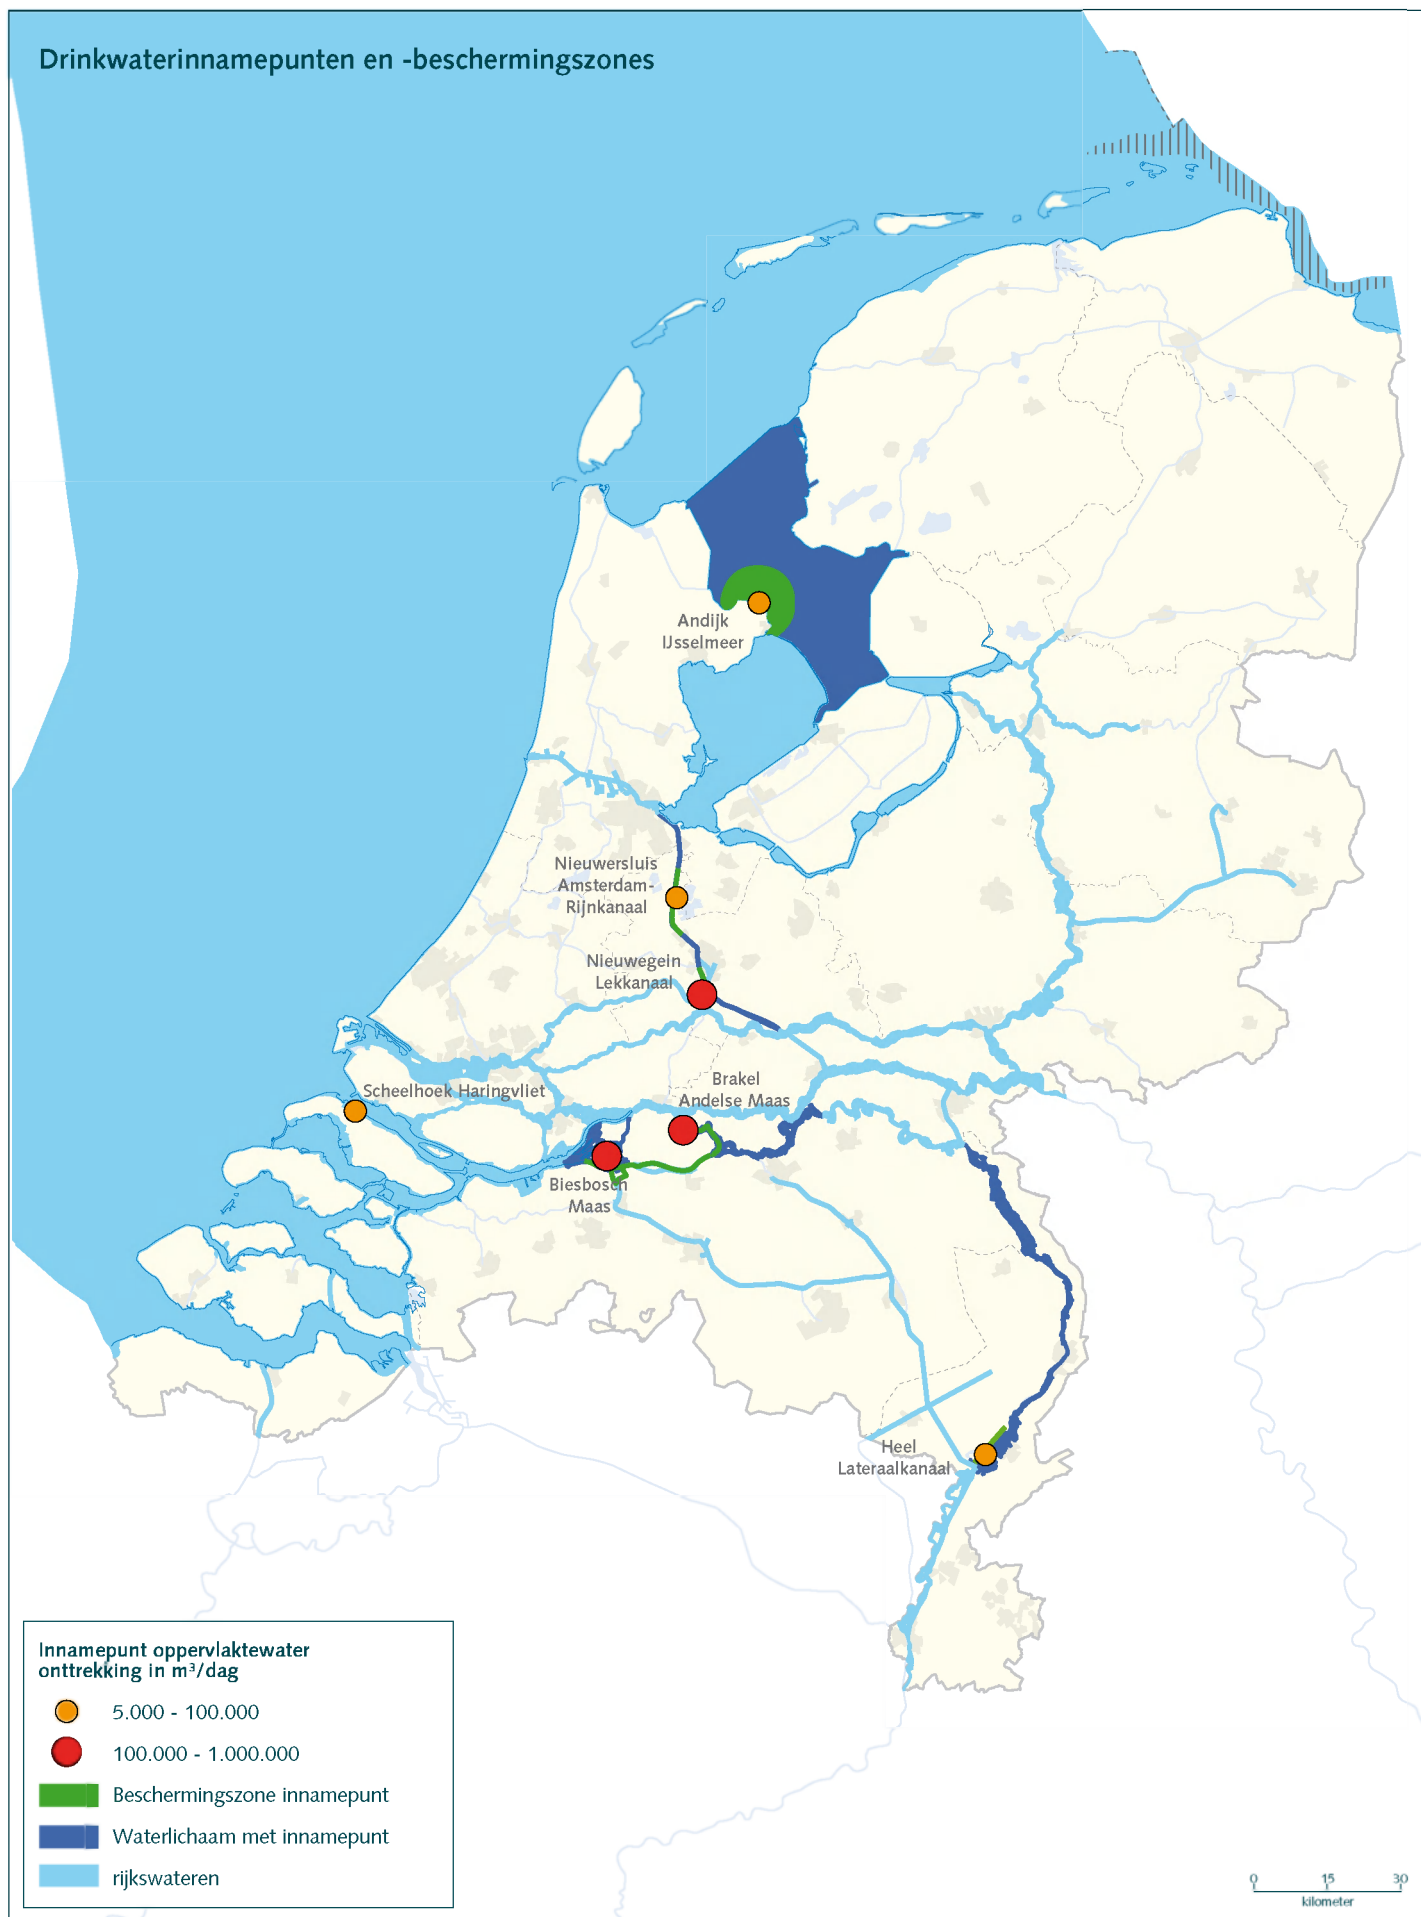 Drinkwaterinnamepunten en -beschermingszones
Andijk
IJsselmeer
Nieuwersluis
Amsterdam-
Rijnkanaal
Nieuwegein
Lekkanaal
Brakel
Andelse Maas
Scheelhoek Haringvliet
Biesbosch
Maas
Heel
Lateraalkanaal
Innamepunt oppervlaktewater
onttrekking in m³/dag
5.000 - 100.000
100.000 - 1.000.000
Beschermingszone innamepunt
Waterlichaam met innamepunt
rijkswateren
0 15 30
kilometer